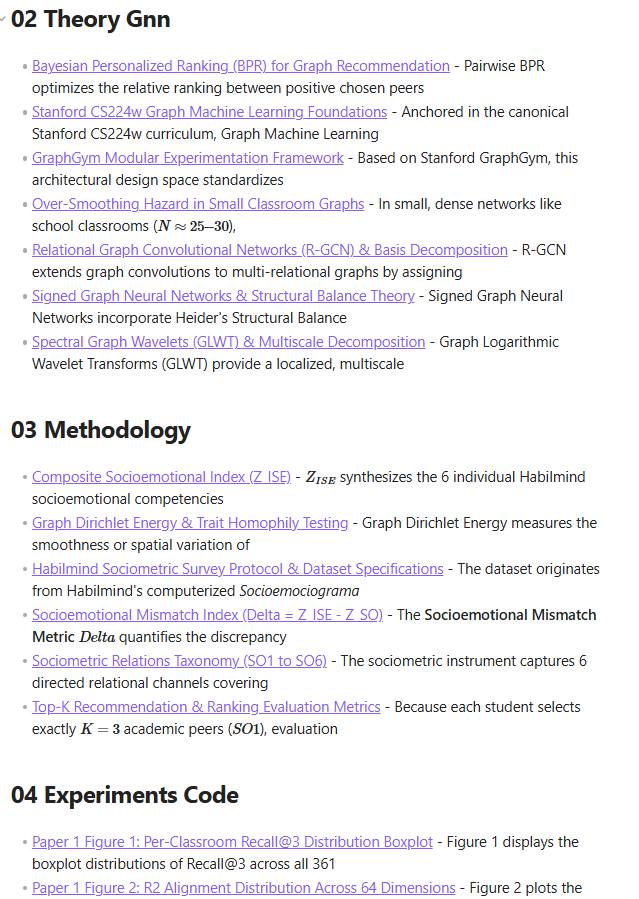 02 Theory Gnn
Bayesian Personalized Ranking (BPR) for Graph Recommendation - Pairwise BPR
optimizes the relative ranking between positive chosen peers
Stanford CS224w Graph Machine Learning Foundations - Anchored in the canonical
Stanford CS224w curriculum, Graph Machine Learning
GraphGym Modular Experimentation Framework - Based on Stanford GraphGym, this
architectural design space standardizes
Over-Smoothing Hazard in Small Classroom Graphs - In small, dense networks like
school classrooms (N ≈ 25–30),
Relational Graph Convolutional Networks (R-GCN) & Basis Decomposition - R-GCN
extends graph convolutions to multi-relational graphs by assigning
Signed Graph Neural Networks & Structural Balance Theory - Signed Graph Neural
Networks incorporate Heider's Structural Balance
Spectral Graph Wavelets (GLWT) & Multiscale Decomposition - Graph Logarithmic
Wavelet Transforms (GLWT) provide a localized, multiscale
03 Methodology
Composite Socioemotional Index (Z_ISE) - Z_ISE synthesizes the 6 individual Habilmind
socioemotional competencies
Graph Dirichlet Energy & Trait Homophily Testing - Graph Dirichlet Energy measures the
smoothness or spatial variation of
Habilmind Sociometric Survey Protocol & Dataset Specifications - The dataset originates
from Habilmind's computerized Socioemociograma
Socioemotional Mismatch Index (Delta = Z_ISE - Z_SO) - The Socioemotional Mismatch
Metric Delta quantifies the discrepancy
Sociometric Relations Taxonomy (SO1 to SO6) - The sociometric instrument captures 6
directed relational channels covering
Top-K Recommendation & Ranking Evaluation Metrics - Because each student selects
exactly K = 3 academic peers (SO1), evaluation
04 Experiments Code
Paper 1 Figure 1: Per-Classroom Recall@3 Distribution Boxplot - Figure 1 displays the
boxplot distributions of Recall@3 across all 361
Paper 1 Figure 2: R2 Alignment Distribution Across 64 Dimensions - Figure 2 plots the